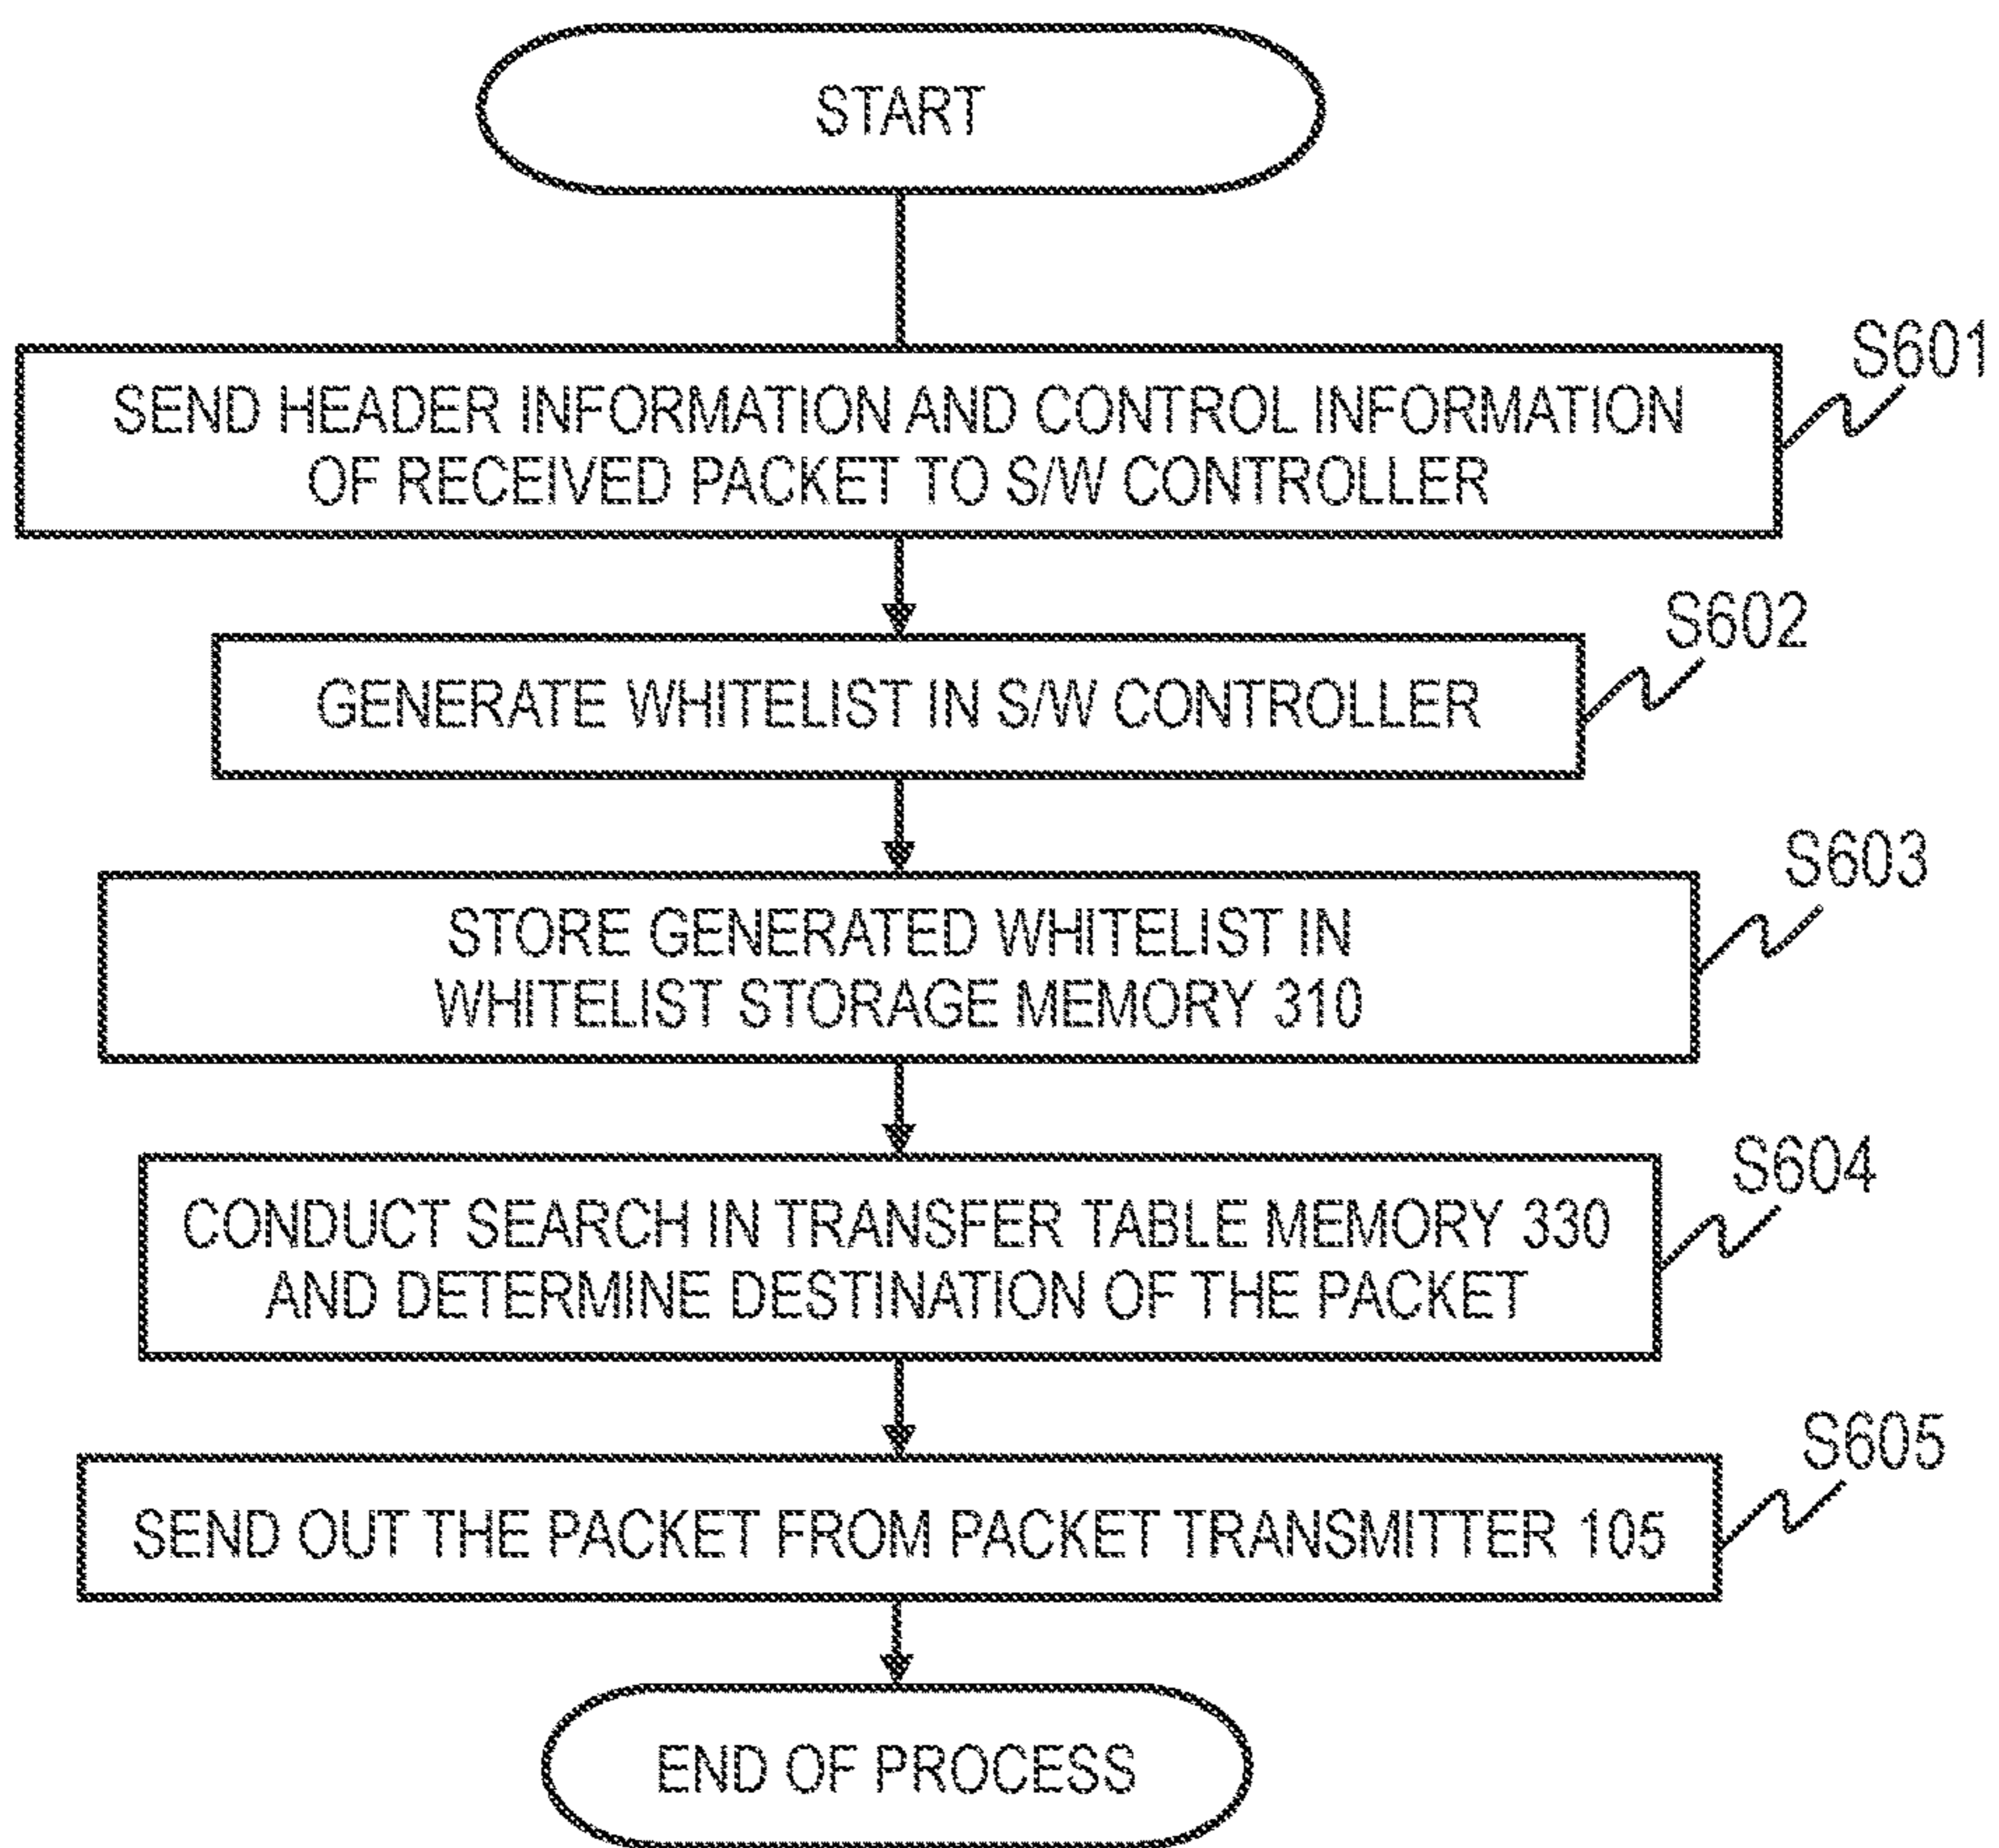 START
S601
SEND HEADER INFORMATION AND CONTROL INFORMATION
OF RECEIVED PACKET TO S/W CONTROLLER
S602
GENERATE WHITELIST IN S/W CONTROLLER
S603
STORE GENERATED WHITELIST IN
WHITELIST STORAGE MEMORY 310
S604
CONDUCT SEARCH IN TRANSFER TABLE MEMORY 330
AND DETERMINE DESTINATION OF THE PACKET
S605
SEND OUT THE PACKET FROM PACKET TRANSMITTER 105
END OF PROCESS